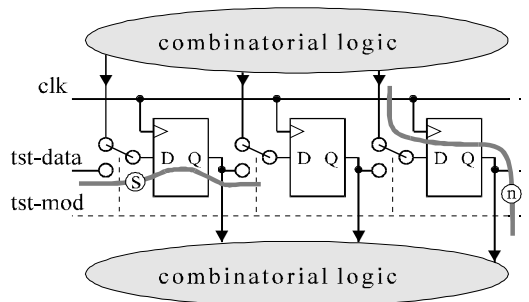 combinatorial logic
clk
tst-data
D Q
D Q
D Q
s
n
tst-mod
combinatorial logic